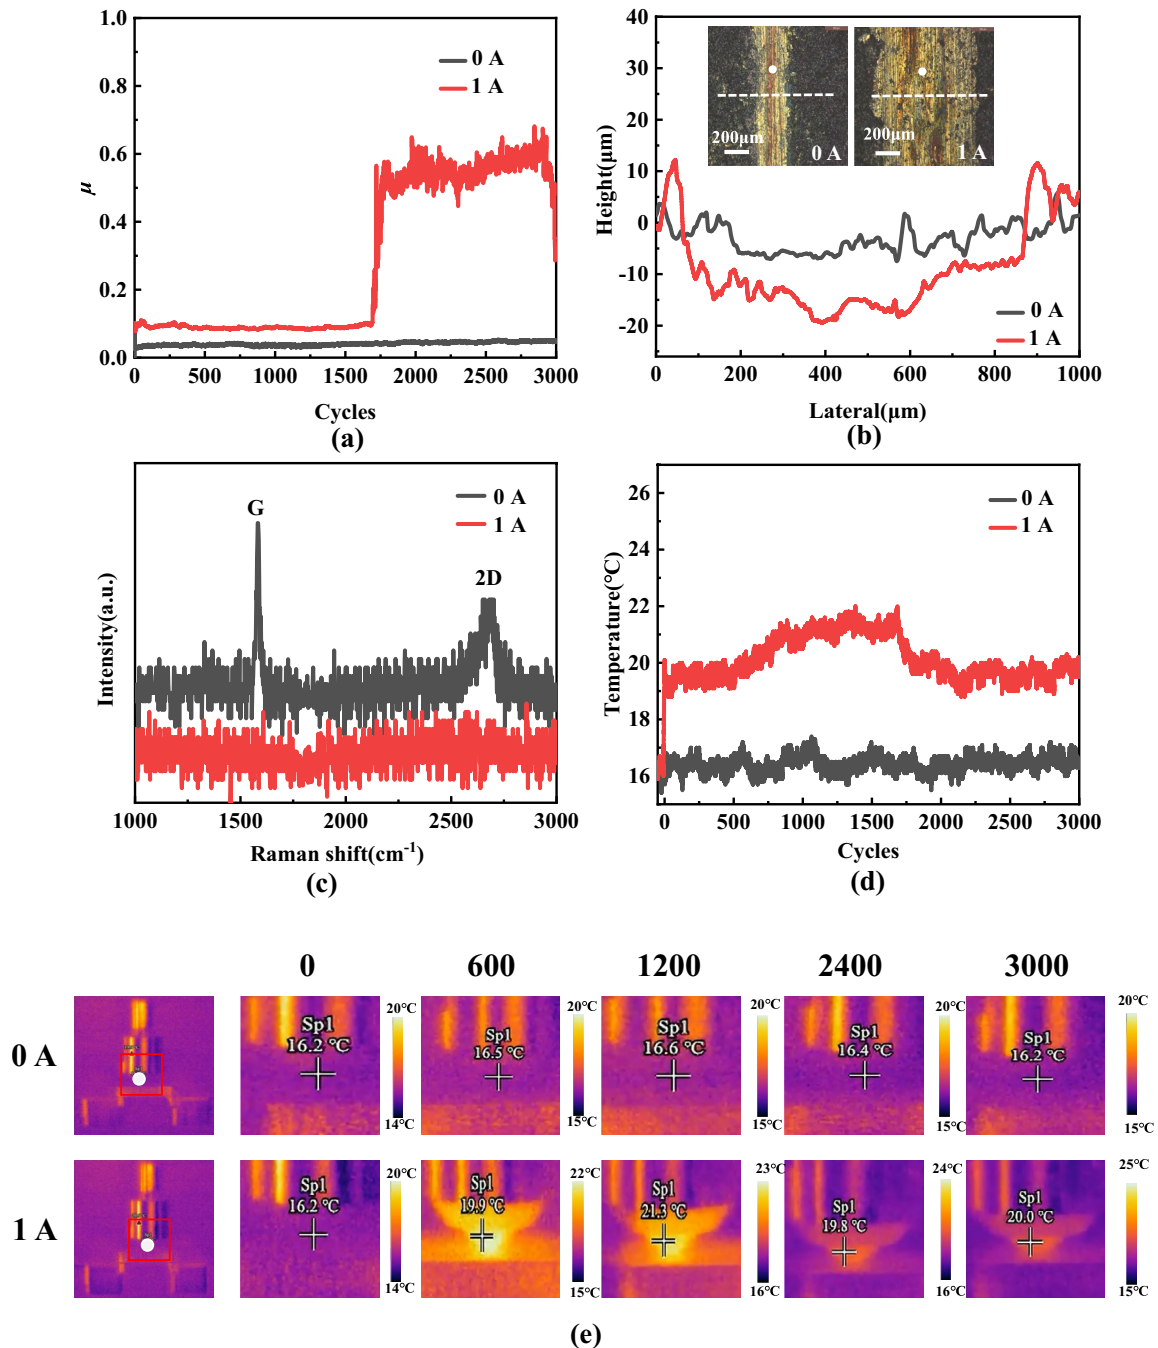 1.0
0.8
0.6
0.4
0.2
0.0
μ
0 A
1 A
0
500
1000
1500
2000
2500
3000
Cycles
(a)
40
30
20
10
0
-10
-20
Height(μm)
200μm
0 A
200μm
1 A
0 A
1 A
0
200
400
600
800
1000
Lateral(μm)
(b)
Intensity(a.u.)
G
2D
0 A
1 A
1000
1500
2000
2500
3000
Raman shift(cm⁻¹)
(c)
26
24
22
20
18
16
Temperature(℃)
0 A
1 A
0
500
1000
1500
2000
2500
3000
Cycles
(d)
0 600 1200 2400 3000
0 A
Sp1
16.2 ℃
20℃
14℃
Sp1
16.5 ℃
20℃
15℃
Sp1
16.6 ℃
20℃
15℃
Sp1
16.4 ℃
20℃
15℃
Sp1
16.2 ℃
20℃
15℃
1 A
Sp1
16.2 ℃
20℃
14℃
Sp1
19.9 ℃
22℃
15℃
Sp1
21.3 ℃
23℃
16℃
Sp1
19.8 ℃
24℃
16℃
Sp1
20.0 ℃
25℃
15℃
(e)